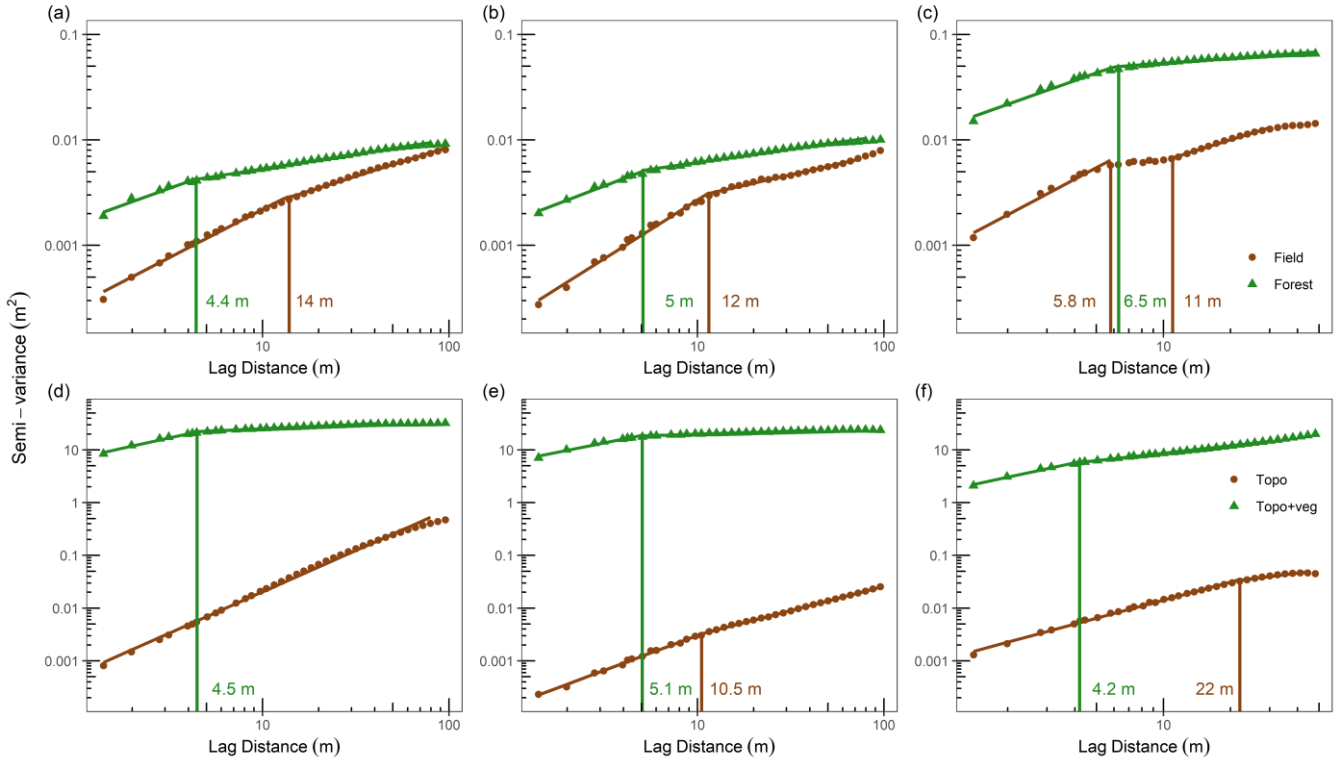 (a)
(b)
(c)
0.1
0.01
0.001
4.4 m
14 m
10
100
Lag Distance (m)
0.1
0.01
0.001
5 m
12 m
10
100
Lag Distance (m)
0.1
0.01
0.001
Field
Forest
5.8 m
6.5 m
11 m
10
Lag Distance (m)
Semi − variance (m²)
(d)
(e)
(f)
10
1
0.1
0.01
0.001
4.5 m
10
100
Lag Distance (m)
10
1
0.1
0.01
0.001
5.1 m
10.5 m
10
100
Lag Distance (m)
10
1
0.1
0.01
0.001
Topo
Topo+veg
4.2 m
22 m
10
Lag Distance (m)